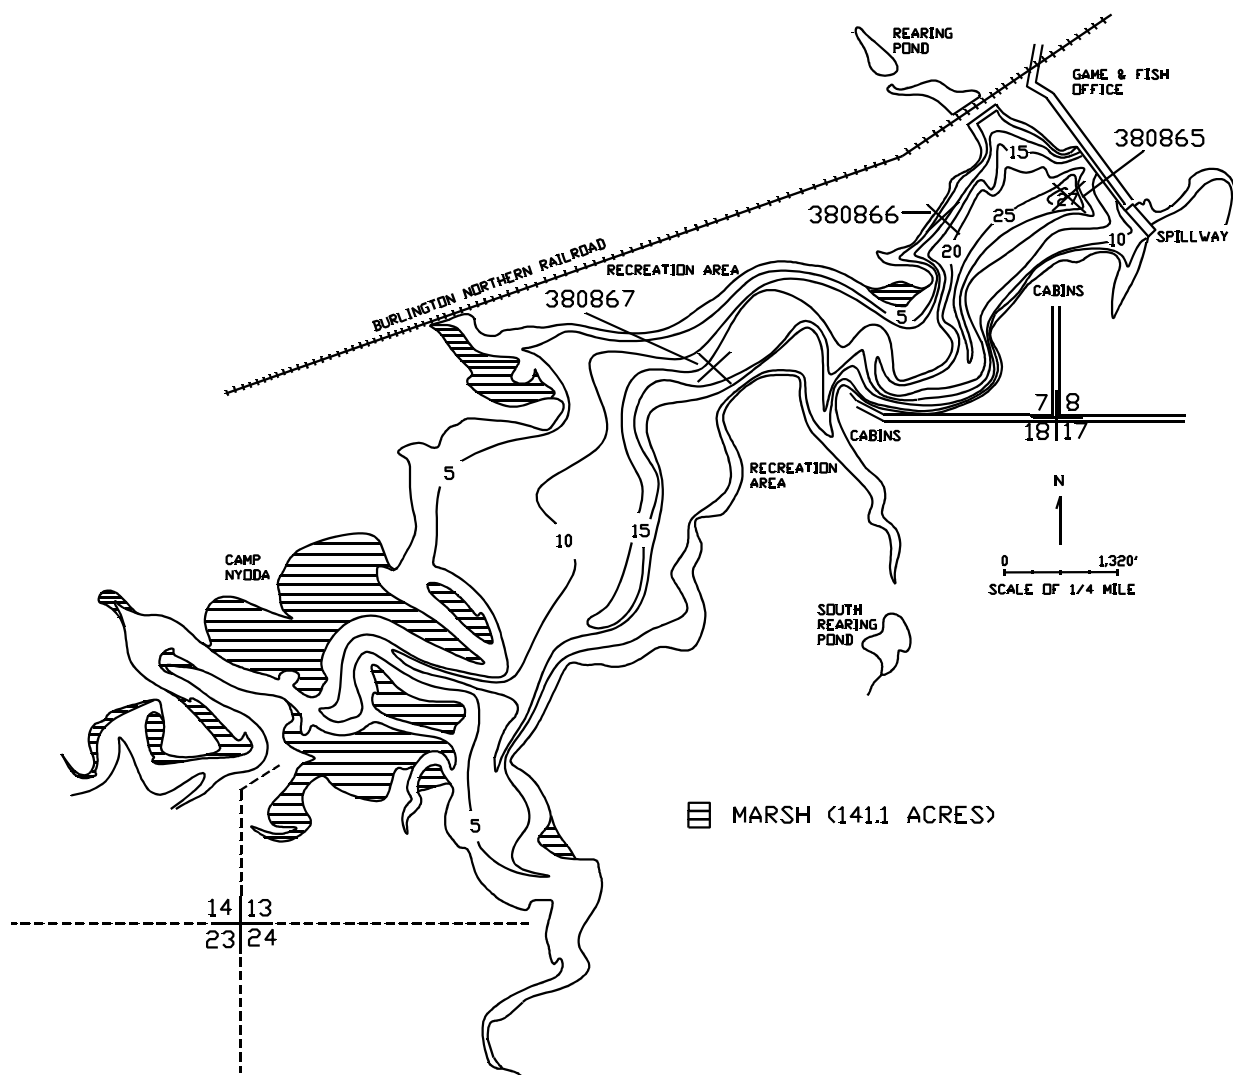 REARING
POND
GAME & FISH
OFFICE
380865
15
27
380866
25
20
10
SPILLWAY
BURLINGTON NORTHERN RAILROAD
RECREATION AREA
380867
CABINS
5
7 8
18 17
CABINS
RECREATION
AREA
5
N
15
10
0 1,320'
SCALE OF 1/4 MILE
CAMP
NYODA
SOUTH
REARING
POND
MARSH (141.1 ACRES)
5
14 13
23 24